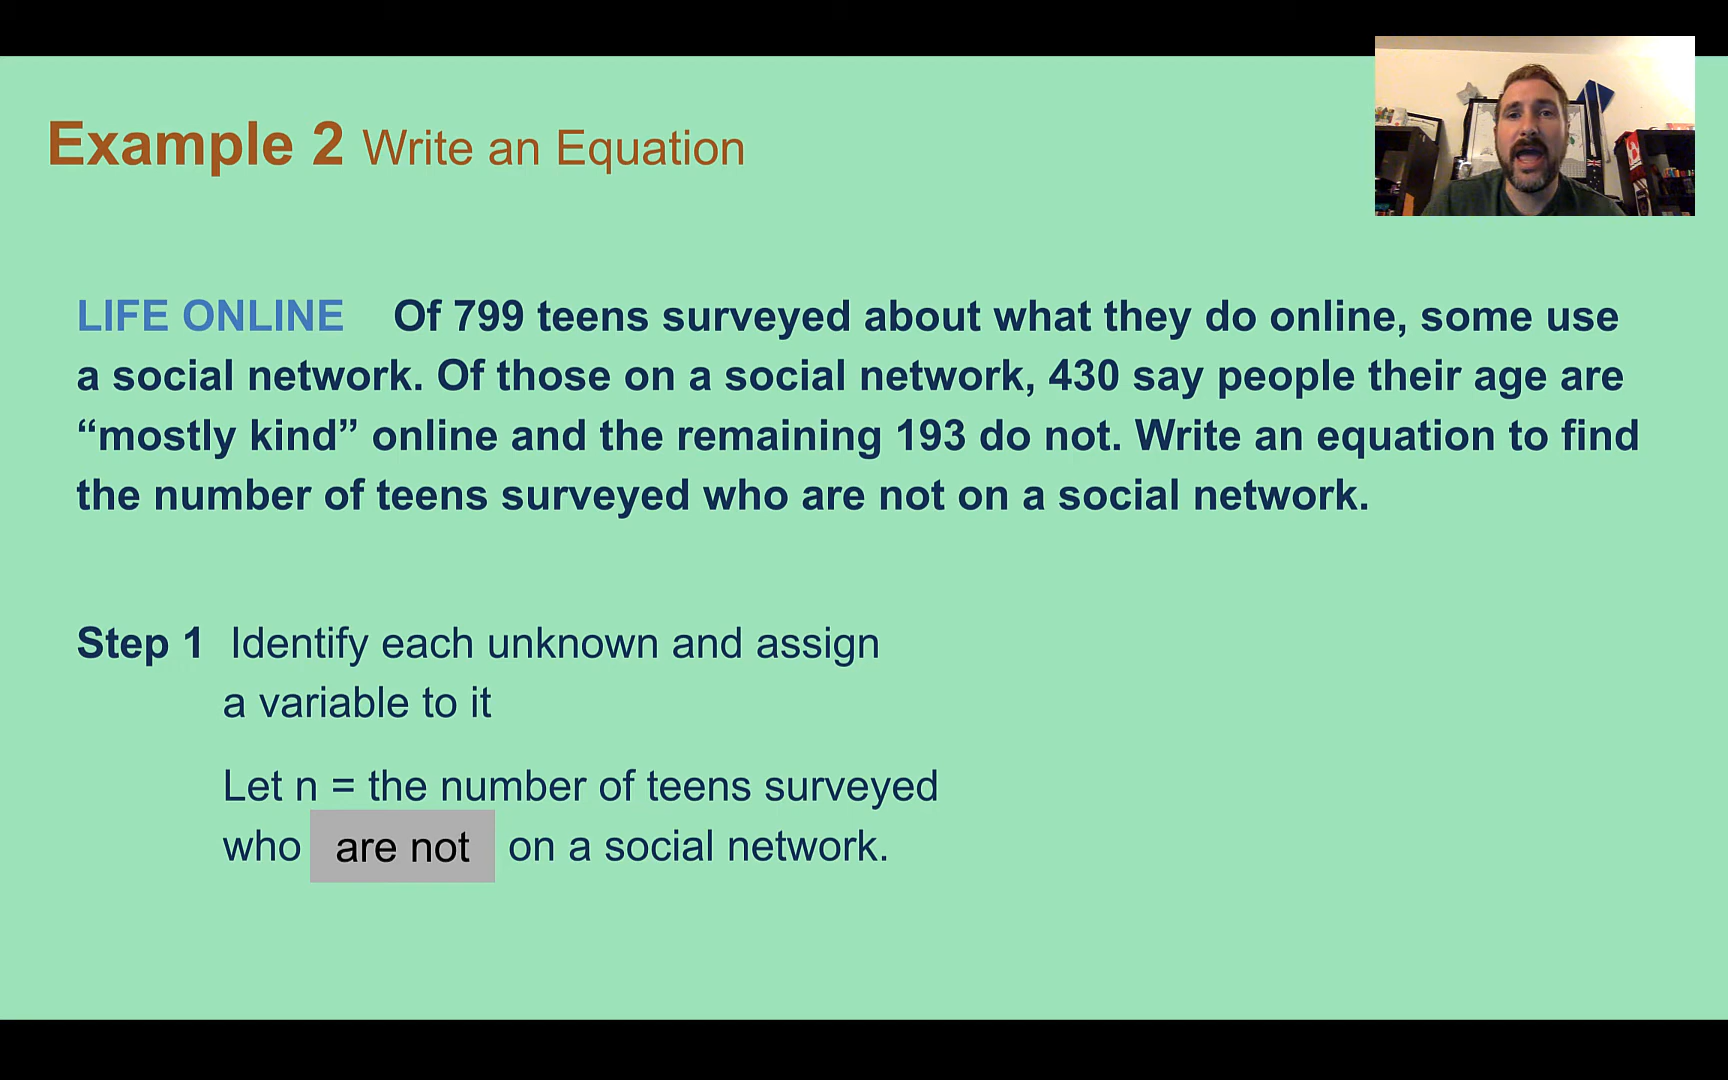 Example 2 Write an Equation
LIFE ONLINE Of 799 teens surveyed about what they do online, some use
a social network. Of those on a social network, 430 say people their age are
“mostly kind” online and the remaining 193 do not. Write an equation to find
the number of teens surveyed who are not on a social network.
Step 1 Identify each unknown and assign
a variable to it
Let n = the number of teens surveyed
who are not on a social network.